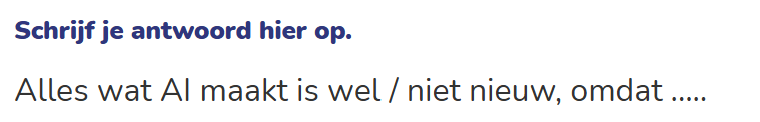 Schrijf je antwoord hier op.
Alles wat AI maakt is wel / niet nieuw, omdat .....